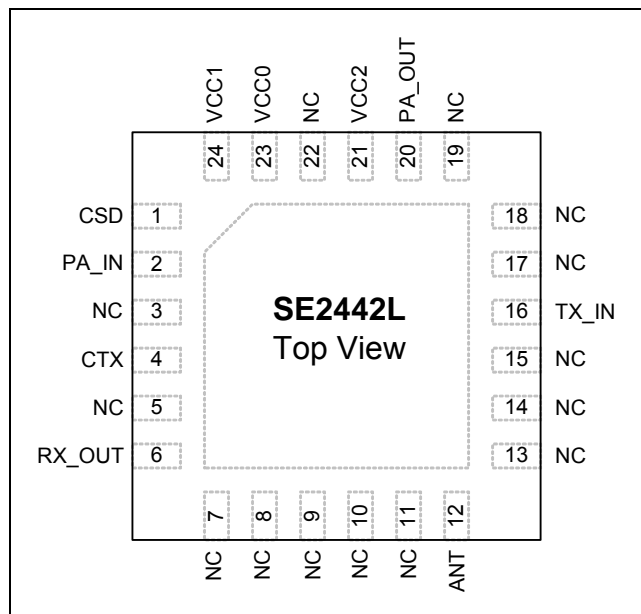 VCC1 VCC0 NC VCC2 PA_OUT NC
24 23 22 21 20 19
CSD 1 18 NC
PA_IN 2 17 NC
NC 3 SE2442L 16 TX_IN
Top View
CTX 4 15 NC
NC 5 14 NC
RX_OUT 6 13 NC
7 8 9 10 11 12
NC NC NC NC NC ANT